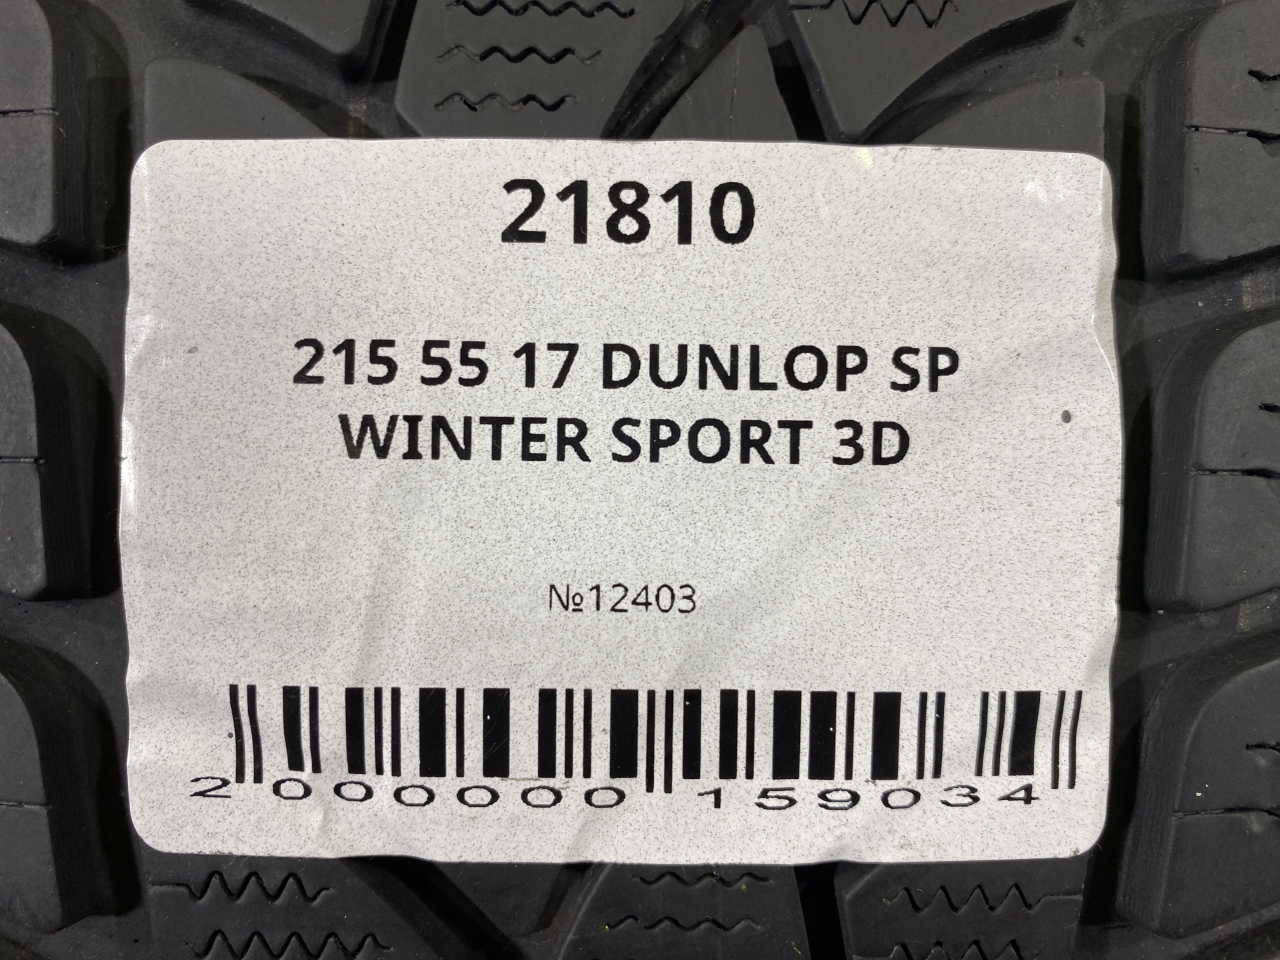 21810
215 55 17 DUNLOP SP
WINTER SPORT 3D
№12403
2 000000 159034